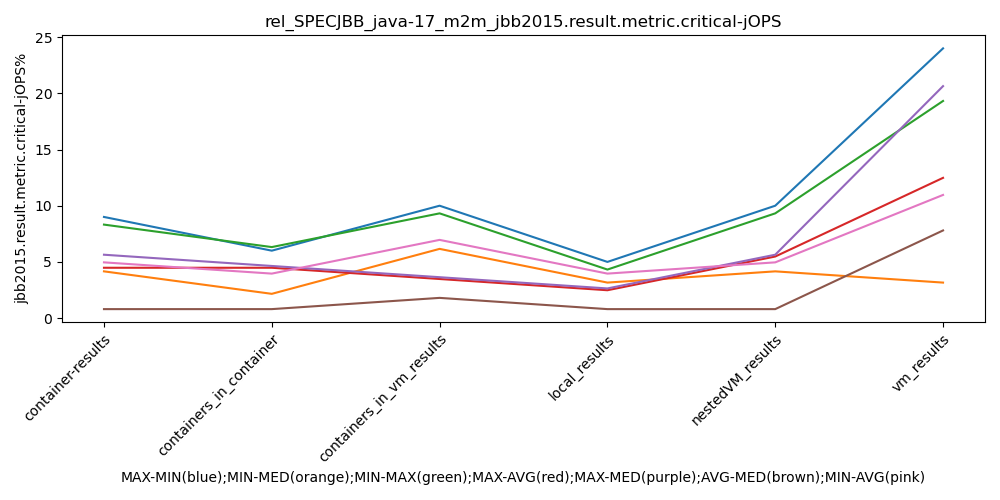 rel_SPECJBB_java-17_m2m_jbb2015.result.metric.critical-jOPS
jbb2015.result.metric.critical-jOPS%
25
20
15
10
5
0
container-results
containers_in_container
containers_in_vm_results
local_results
nestedVM_results
vm_results
MAX-MIN(blue);MIN-MED(orange);MIN-MAX(green);MAX-AVG(red);MAX-MED(purple);AVG-MED(brown);MIN-AVG(pink)